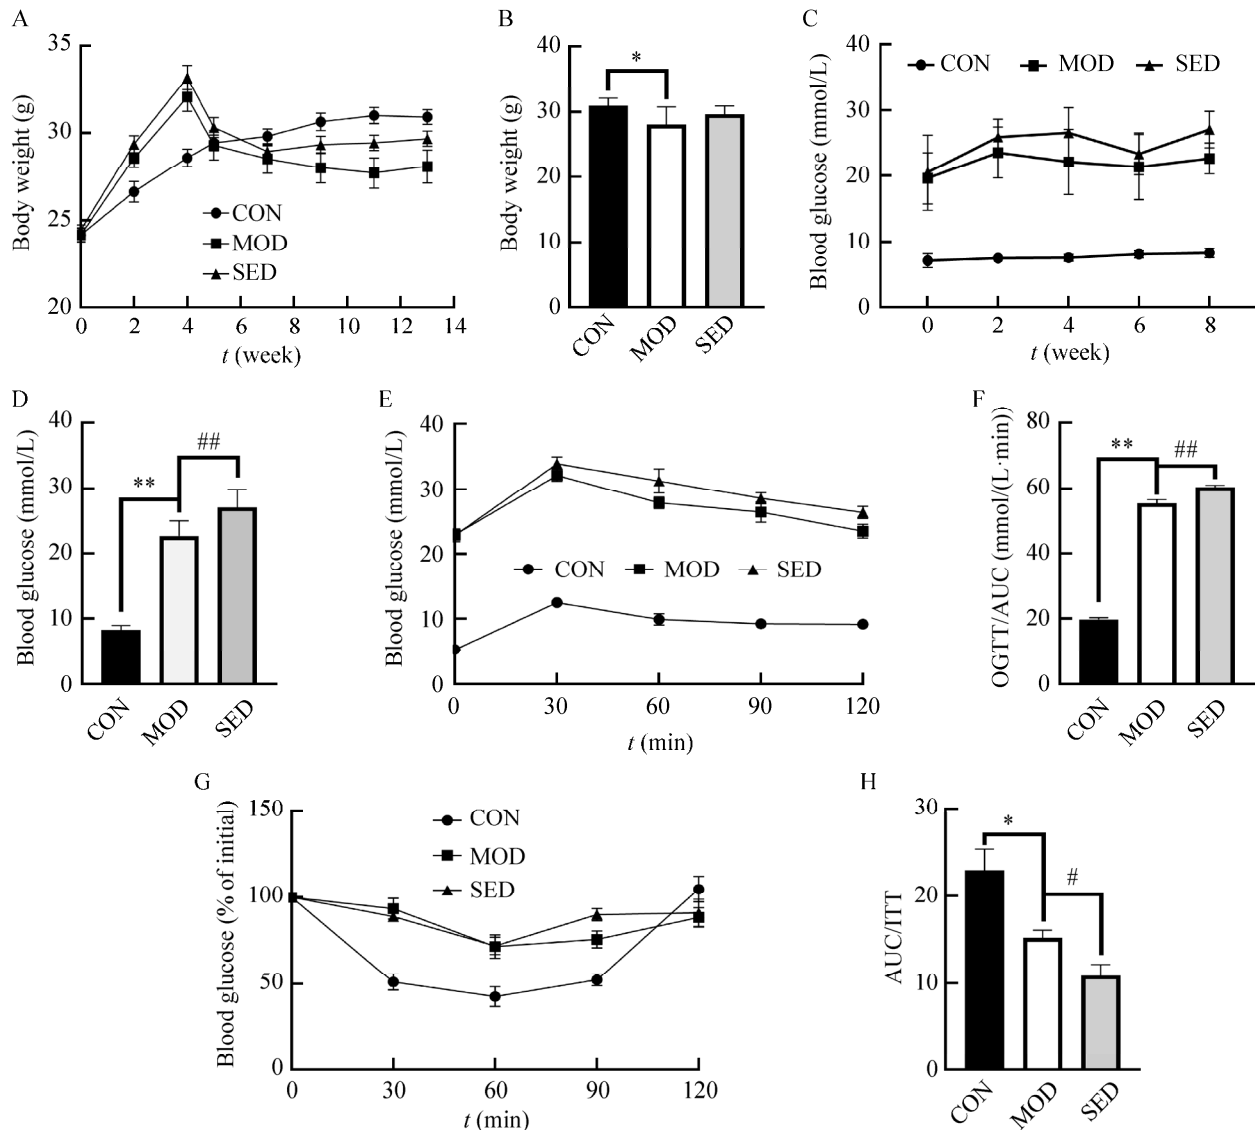 A
Body weight (g)
35
30
25
20
CON
MOD
SED
0 2 4 6 8 10 12 14
t (week)
B
Body weight (g)
40
30
20
10
0
*
CON MOD SED
C
Blood glucose (mmol/L)
40
30
20
10
0
CON MOD SED
0 2 4 6 8
t (week)
D
Blood glucose (mmol/L)
40
30
20
10
0
##
**
CON MOD SED
E
Blood glucose (mmol/L)
40
30
20
10
0
CON MOD SED
0 30 60 90 120
t (min)
F
OGTT/AUC (mmol/(L·min))
80
60
40
20
0
** ##
CON MOD SED
G
Blood glucose (% of initial)
150
100
50
0
CON
MOD
SED
0 30 60 90 120
t (min)
H
AUC/ITT
30
20
10
0
*
#
CON MOD SED